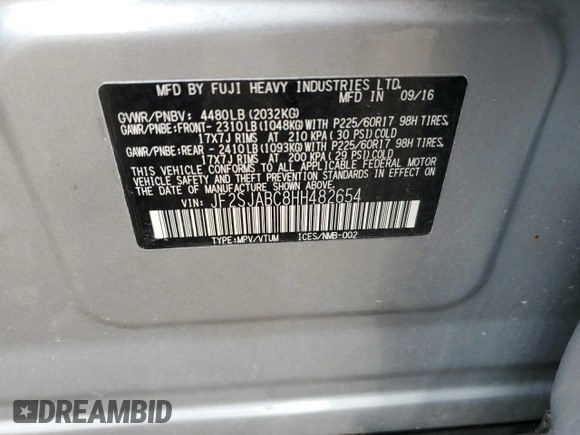 MFD BY FUJI HEAVY INDUSTRIES LTD.
MFD IN 09/16
GVWR/PNBV: 4480LB (2032KG)
GAWR/PNBE:FRONT- 2310LB (1048KG)WITH P225/60R17 98H TIRES,
17X7J RIMS AT 210 KPA (30 PSI)COLD
GAWR/PNBE:REAR- 2410LB (1093KG)WITH P225/60R17 98H TIRES,
17X7J RIMS AT 200 KPA (29 PSI)COLD
THIS VEHICLE CONFORMS TO ALL APPLICABLE FEDERAL MOTOR
VEHICLE SAFETY STANDARDS IN EFFECT ON THE
DATE OF MANUFACTURE SHOWN ABOVE.
VIN: JF2SJABC8HH482654
TYPE:MPV/VTUM ICES/NMB-002
DREAMBID